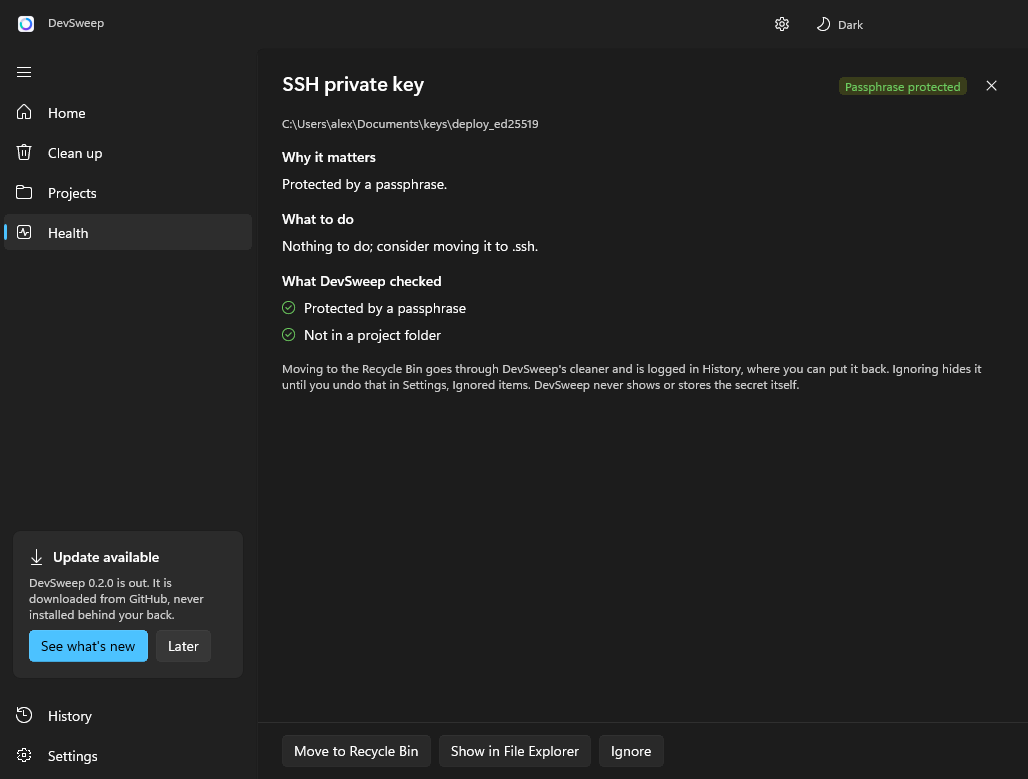 DevSweep
Dark
Home
Clean up
Projects
Health
SSH private key
Passphrase protected
C:\Users\alex\Documents\keys\deploy_ed25519
Why it matters
Protected by a passphrase.
What to do
Nothing to do; consider moving it to .ssh.
What DevSweep checked
Protected by a passphrase
Not in a project folder
Moving to the Recycle Bin goes through DevSweep's cleaner and is logged in History, where you can put it back. Ignoring hides it
until you undo that in Settings, Ignored items. DevSweep never shows or stores the secret itself.
Update available
DevSweep 0.2.0 is out. It is
downloaded from GitHub, never
installed behind your back.
See what's new
Later
History
Settings
Move to Recycle Bin
Show in File Explorer
Ignore